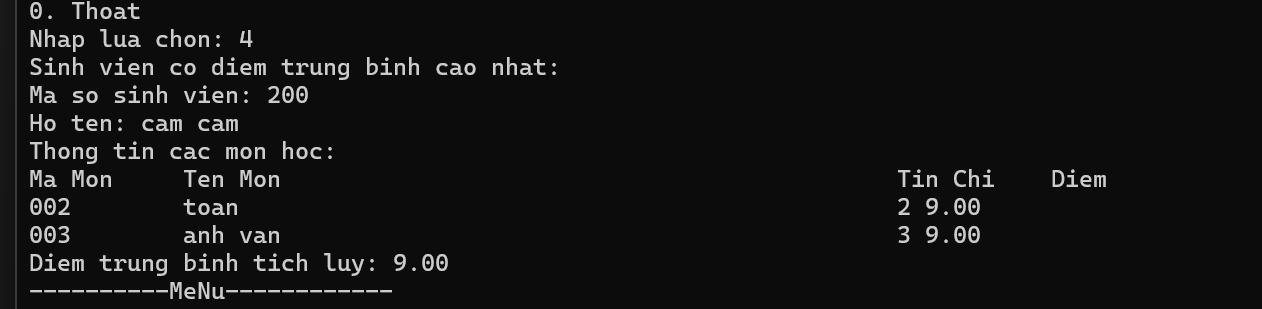 0. Thoat
Nhap lua chon: 4
Sinh vien co diem trung binh cao nhat:
Ma so sinh vien: 200
Ho ten: cam cam
Thong tin cac mon hoc:
Ma Mon     Ten Mon                                            Tin Chi    Diem
002        toan                                               2 9.00
003        anh van                                            3 9.00
Diem trung binh tich luy: 9.00
----------MeNu------------